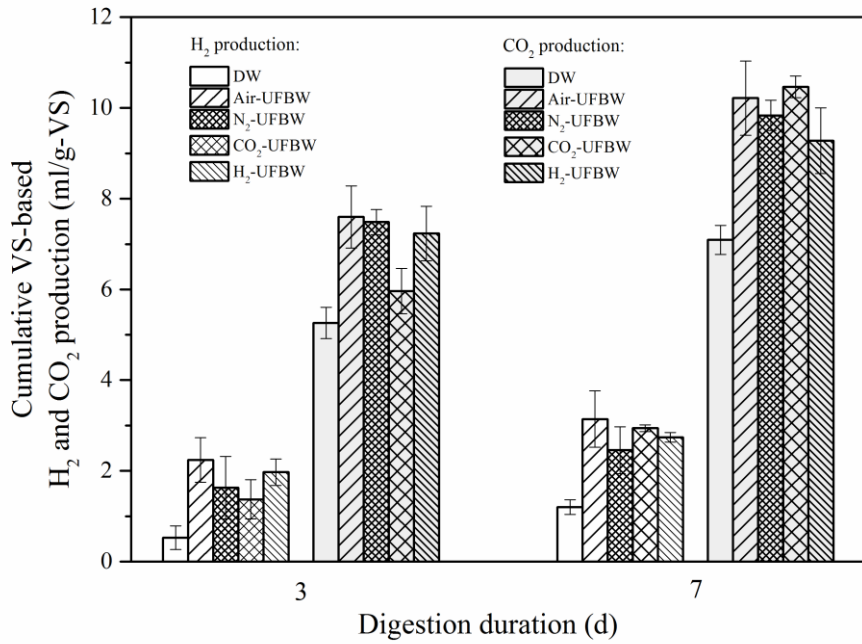 Cumulative VS-based
H₂ and CO₂ production (ml/g-VS)
12
10
8
6
4
2
0
H₂ production:
DW
Air-UFBW
N₂-UFBW
CO₂-UFBW
H₂-UFBW
CO₂ production:
DW
Air-UFBW
N₂-UFBW
CO₂-UFBW
H₂-UFBW
3
7
Digestion duration (d)